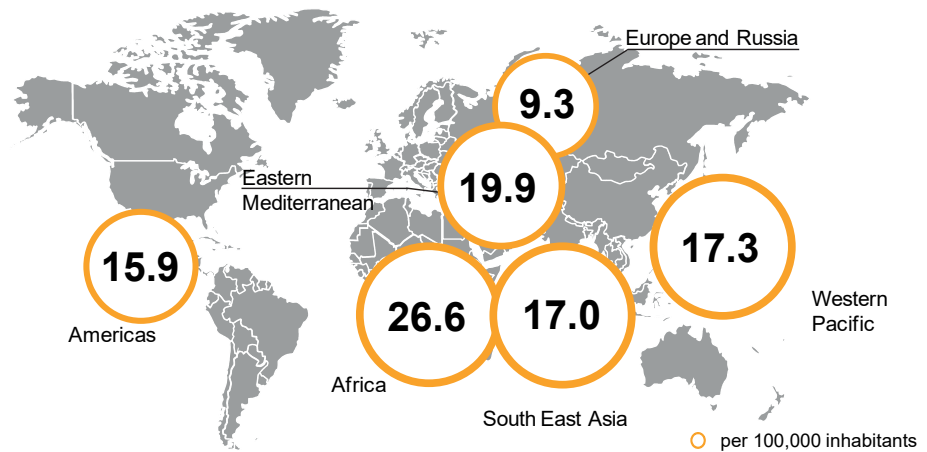 Europe and Russia
9.3
Eastern
Mediterranean
19.9
17.3
15.9
Western
Pacific
26.6
17.0
Americas
Africa
South East Asia
per 100,000 inhabitants